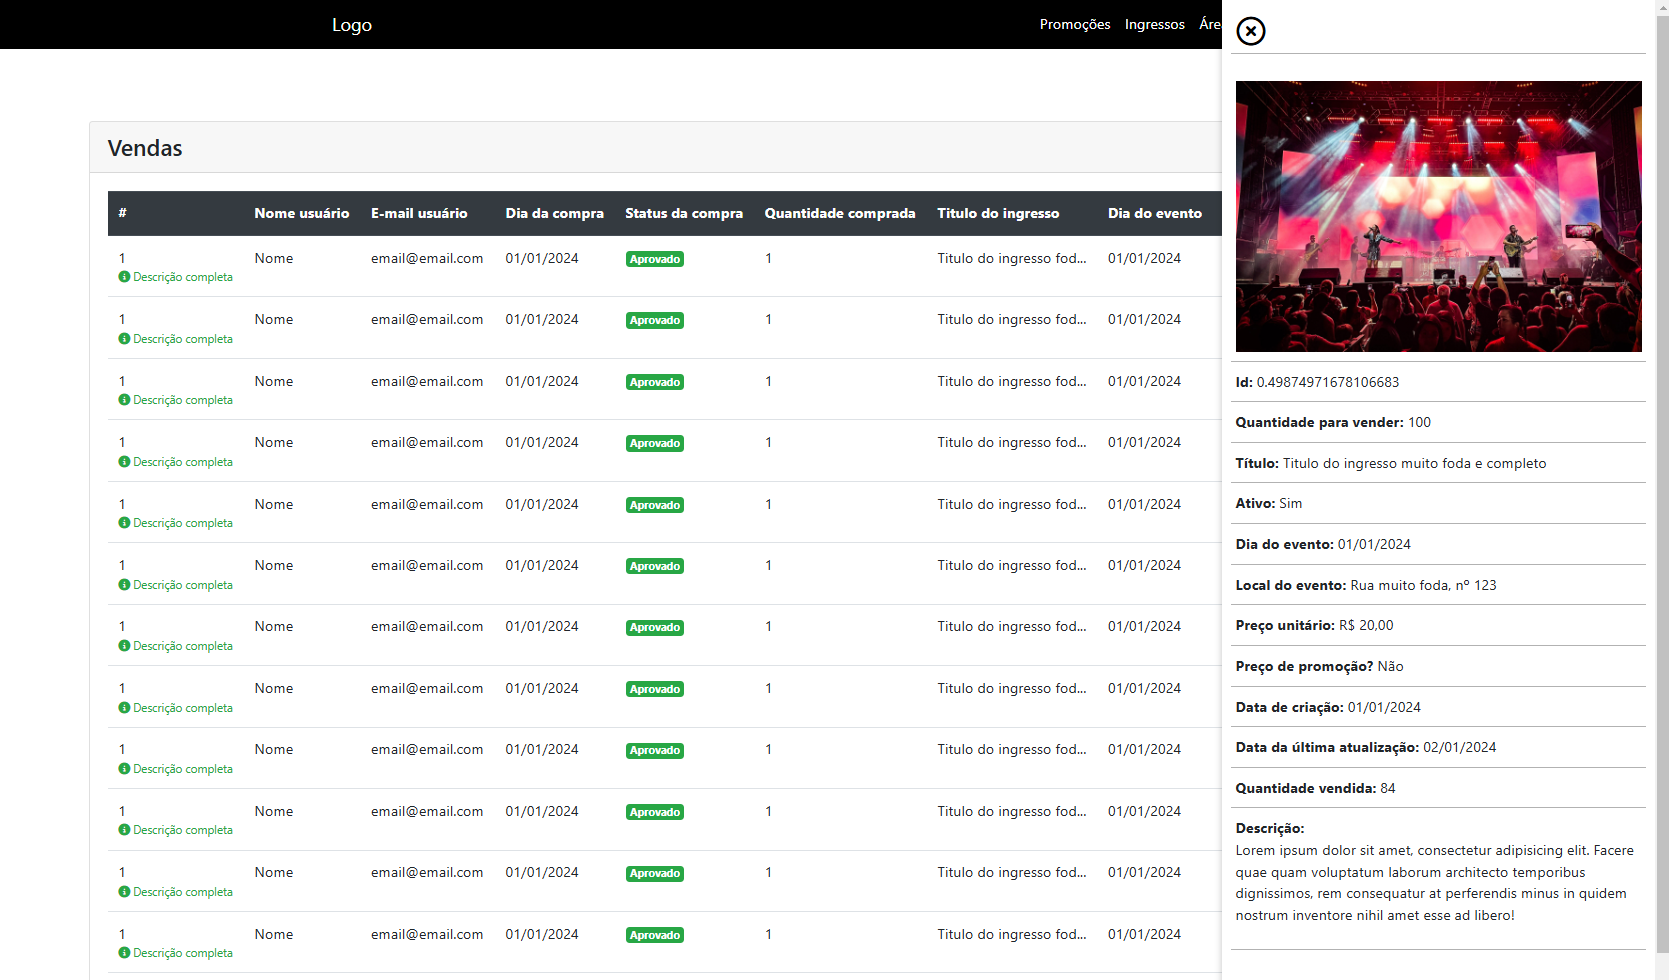 Logo
Promoções Ingressos Áre
Vendas
# Nome usuário E-mail usuário Dia da compra Status da compra Quantidade comprada Titulo do ingresso Dia do evento
1 Nome email@email.com 01/01/2024 Aprovado 1 Titulo do ingresso fod... 01/01/2024
Descrição completa
1 Nome email@email.com 01/01/2024 Aprovado 1 Titulo do ingresso fod... 01/01/2024
Descrição completa
1 Nome email@email.com 01/01/2024 Aprovado 1 Titulo do ingresso fod... 01/01/2024
Descrição completa
1 Nome email@email.com 01/01/2024 Aprovado 1 Titulo do ingresso fod... 01/01/2024
Descrição completa
1 Nome email@email.com 01/01/2024 Aprovado 1 Titulo do ingresso fod... 01/01/2024
Descrição completa
1 Nome email@email.com 01/01/2024 Aprovado 1 Titulo do ingresso fod... 01/01/2024
Descrição completa
1 Nome email@email.com 01/01/2024 Aprovado 1 Titulo do ingresso fod... 01/01/2024
Descrição completa
1 Nome email@email.com 01/01/2024 Aprovado 1 Titulo do ingresso fod... 01/01/2024
Descrição completa
1 Nome email@email.com 01/01/2024 Aprovado 1 Titulo do ingresso fod... 01/01/2024
Descrição completa
1 Nome email@email.com 01/01/2024 Aprovado 1 Titulo do ingresso fod... 01/01/2024
Descrição completa
1 Nome email@email.com 01/01/2024 Aprovado 1 Titulo do ingresso fod... 01/01/2024
Descrição completa
1 Nome email@email.com 01/01/2024 Aprovado 1 Titulo do ingresso fod... 01/01/2024
Descrição completa
Id: 0.49874971678106683
Quantidade para vender: 100
Título: Titulo do ingresso muito foda e completo
Ativo: Sim
Dia do evento: 01/01/2024
Local do evento: Rua muito foda, nº 123
Preço unitário: R$ 20,00
Preço de promoção? Não
Data de criação: 01/01/2024
Data da última atualização: 02/01/2024
Quantidade vendida: 84
Descrição:
Lorem ipsum dolor sit amet, consectetur adipisicing elit. Facere
quae quam voluptatum laborum architecto temporibus
dignissimos, rem consequatur at perferendis minus in quidem
nostrum inventore nihil amet esse ad libero!